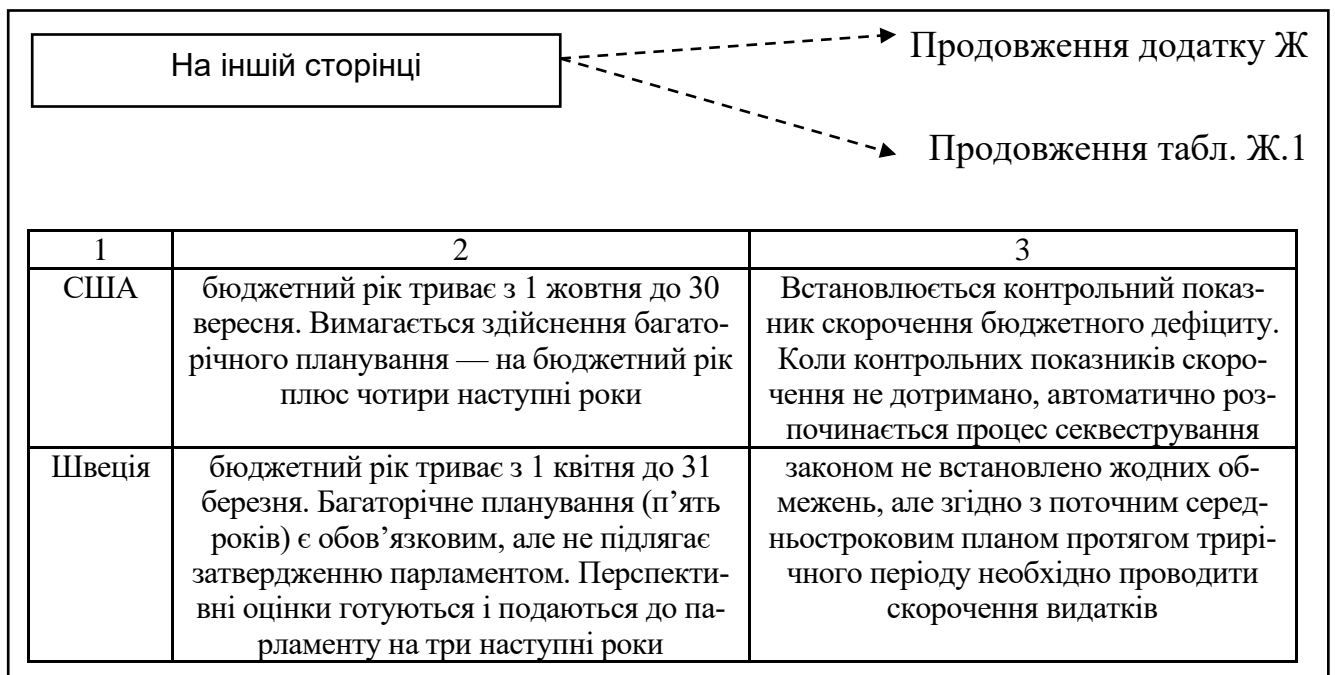 На іншій сторінці
Продовження додатку Ж
Продовження табл. Ж.1
1 2 3
США
бюджетний рік триває з 1 жовтня до 30
вересня. Вимагається здійснення багато-
річного планування — на бюджетний рік
плюс чотири наступні роки
Встановлюється контрольний показ-
ник скорочення бюджетного дефіциту.
Коли контрольних показників скоро-
чення не дотримано, автоматично роз-
починається процес секвестрування
Швеція
бюджетний рік триває з 1 квітня до 31
березня. Багаторічне планування (п’ять
років) є обов’язковим, але не підлягає
затвердженню парламентом. Перспекти-
вні оцінки готуються і подаються до па-
рламенту на три наступні роки
законом не встановлено жодних об-
межень, але згідно з поточним серед-
ньостроковим планом протягом трирі-
чного періоду необхідно проводити
скорочення видатків